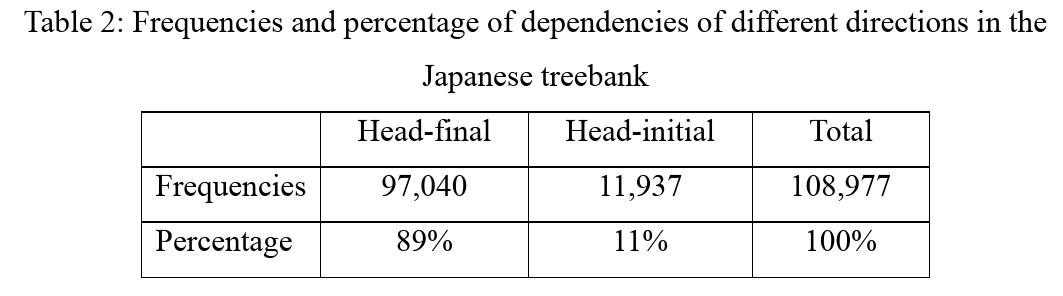 Table 2: Frequencies and percentage of dependencies of different directions in the
Japanese treebank
Head-final Head-initial Total
Frequencies 97,040 11,937 108,977
Percentage 89% 11% 100%